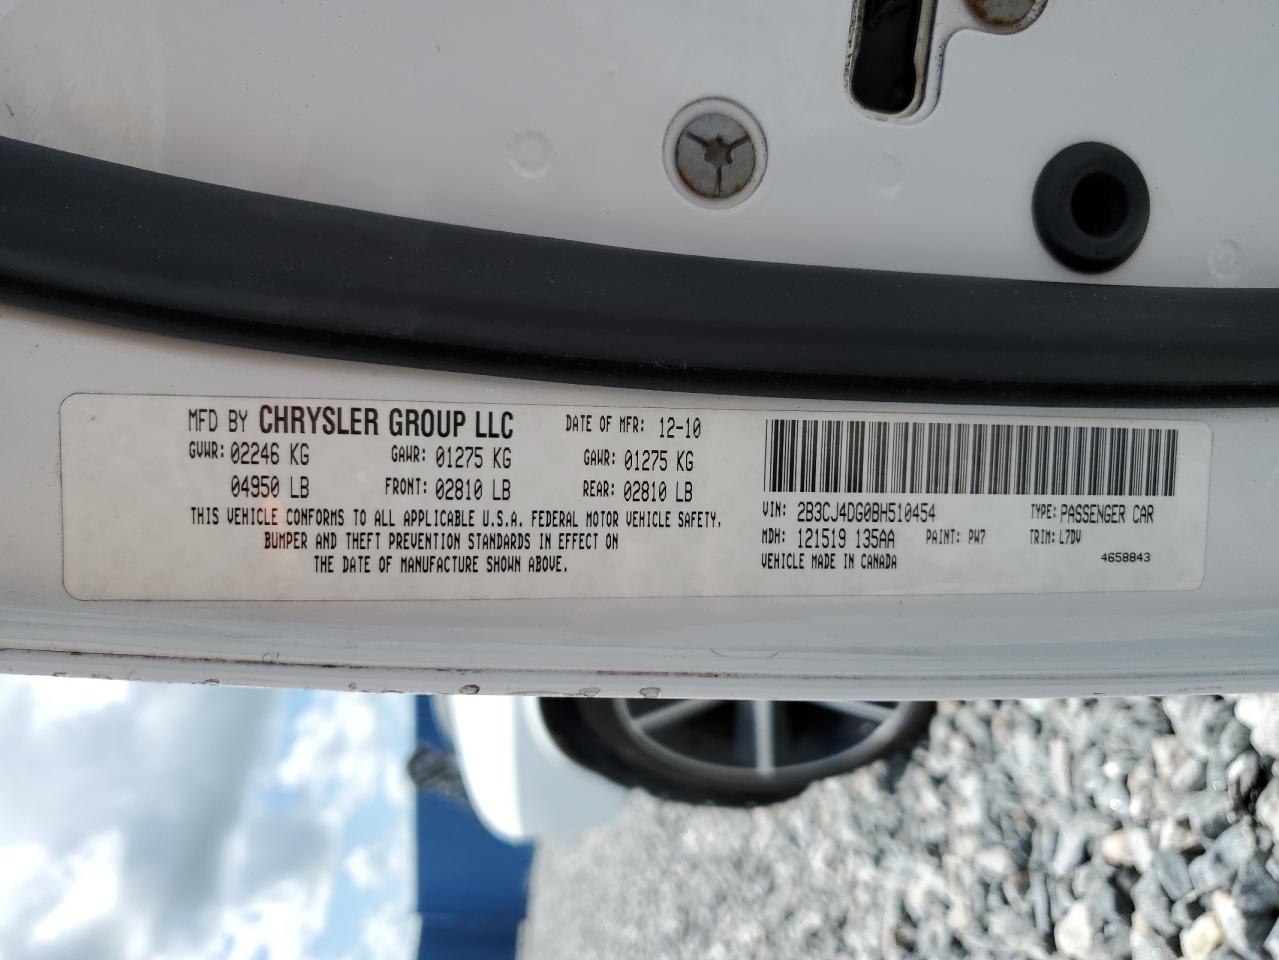 MFD BY CHRYSLER GROUP LLC DATE OF MFR: 12-10
GVWR: 02246 KG GAWR: 01275 KG GAWR: 01275 KG
04950 LB FRONT: 02810 LB REAR: 02810 LB
THIS VEHICLE CONFORMS TO ALL APPLICABLE U.S.A. FEDERAL MOTOR VEHICLE SAFETY,
BUMPER AND THEFT PREVENTION STANDARDS IN EFFECT ON
THE DATE OF MANUFACTURE SHOWN ABOVE.
VIN: 2B3CJ4DG0BH510454 TYPE: PASSENGER CAR
MDH: 121519 135AA PAINT: PW7 TRIM: L7DV
VEHICLE MADE IN CANADA 4658843